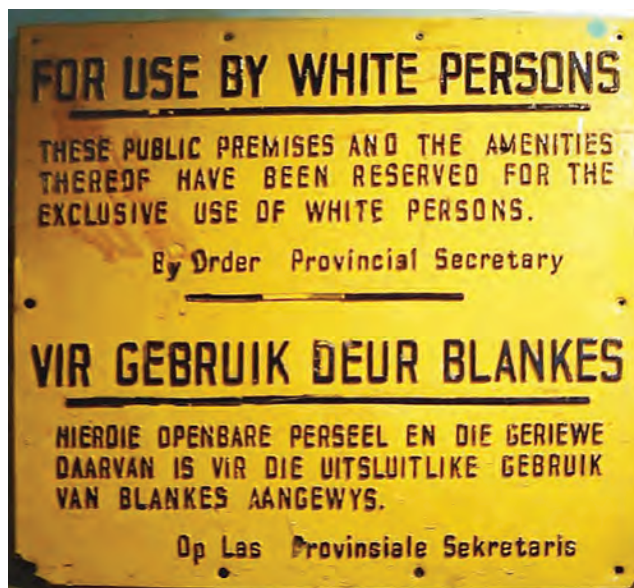 FOR USE BY WHITE PERSONS
THESE PUBLIC PREMISES AND THE AMENITIES
THEREOF HAVE BEEN RESERVED FOR THE
EXCLUSIVE USE OF WHITE PERSONS.
By Order Provincial Secretary
VIR GEBRUIK DEUR BLANKES
HIERDIE OPENBARE PERSEEL EN DIE GERIEWE
DAARVAN IS VIR DIE UITSLUITLIKE GEBRUIK
VAN BLANKES AANGEWYS.
Op Las Provinsiale Sekretaris